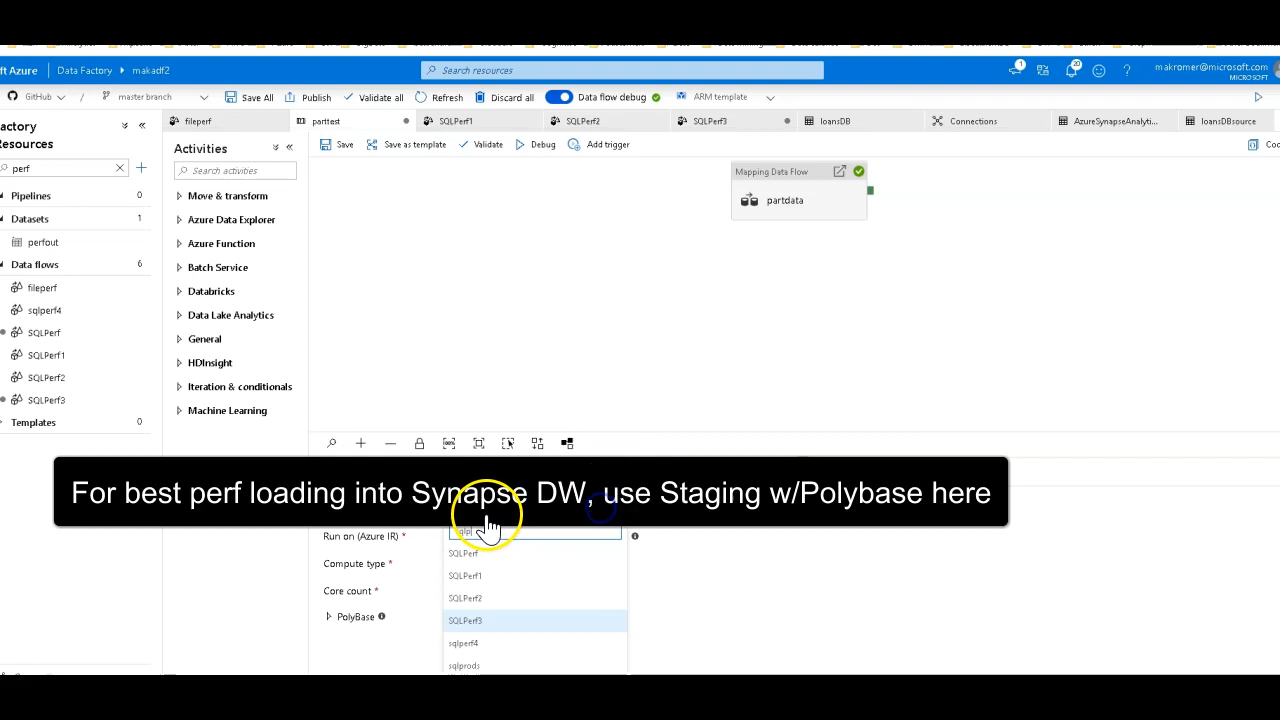 ft Azure
Data Factory
makadf2
Search resources
1
20
makromer@microsoft.com
MICROSOFT
GitHub
master branch
Save All
Publish
Validate all
Refresh
Discard all
Data flow debug
ARM template
Factory Resources
perf
Pipelines 0
Datasets 1
perfout
Data flows 6
fileperf
sqlperf4
SQLPerf
SQLPerf1
SQLPerf2
SQLPerf3
Templates 0
fileperf
parttest
SQLPerf1
SQLPerf2
SQLPerf3
loansDB
Connections
AzureSynapseAnalyti...
loansDBsource
Activities
Search activities
Move & transform
Azure Data Explorer
Azure Function
Batch Service
Databricks
Data Lake Analytics
General
HDInsight
Iteration & conditionals
Machine Learning
Save
Save as template
Validate
Debug
Add trigger
Mapping Data Flow
partdata
For best perf loading into Synapse DW, use Staging w/Polybase here
Run on (Azure IR) *
Compute type *
Core count *
PolyBase
SQLPerf
SQLPerf1
SQLPerf2
SQLPerf3
sqlperf4
sqlprods